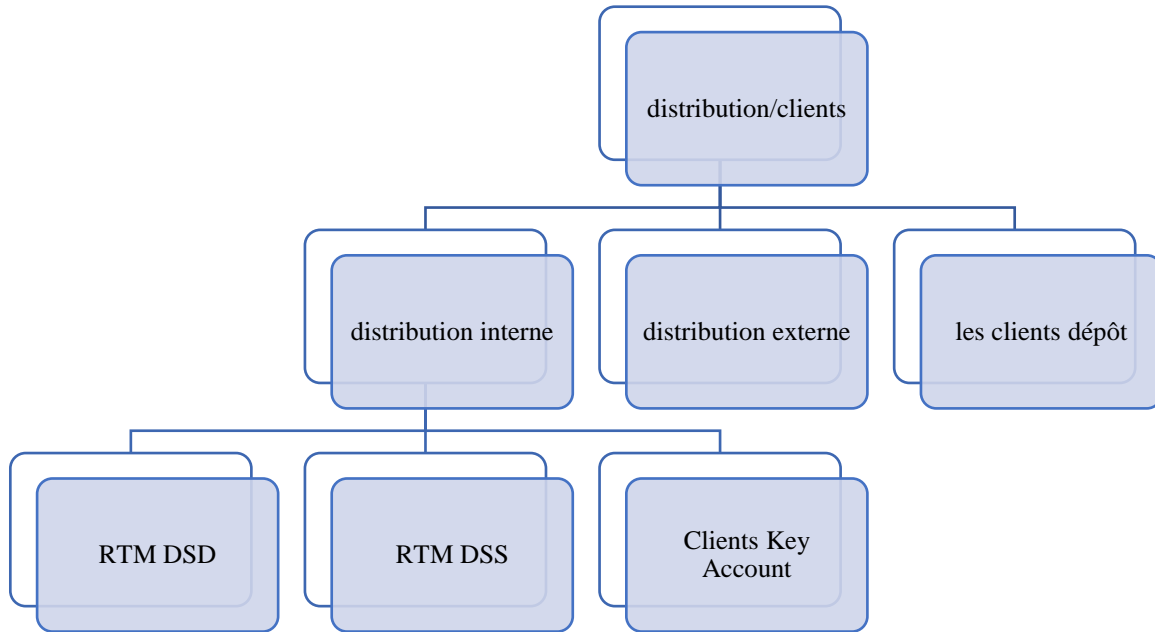 distribution/clients
distribution interne
distribution externe
les clients dépôt
RTM DSD
RTM DSS
Clients Key
Account